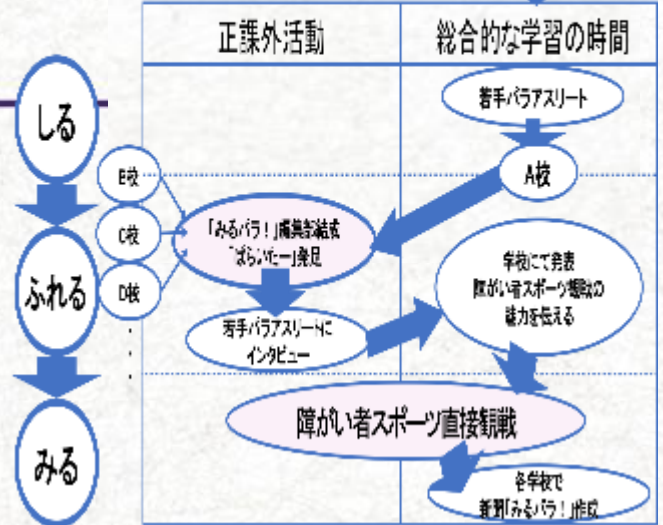 正課外活動
総合的な学習の時間
しる
若手パラアスリート
A校
B校
C校
D校
「みるパラ!」編集部結成
「ぱらいたー」発足
ふれる
学校にて発表
障がい者スポーツ観戦の
魅力を伝える
若手パラアスリートに
インタビュー
みる
障がい者スポーツ直接観戦
各学校で
新聞「みるパラ!」作成